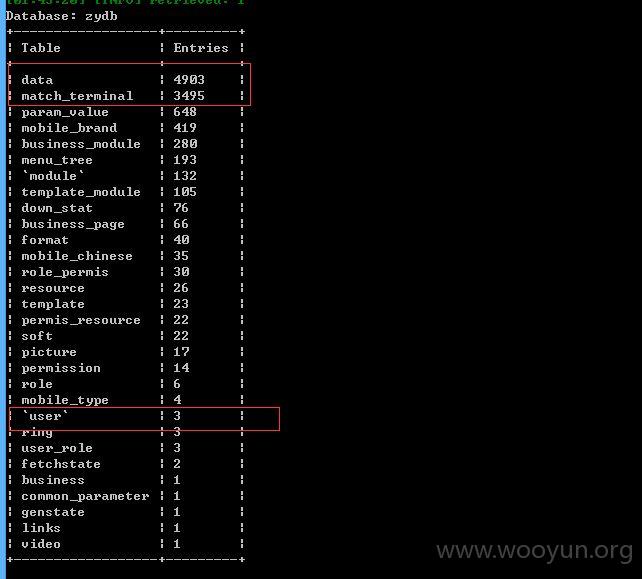 [01:43:20] [INFO] retrieved: 1
Database: zydb
| Table | Entries |
| data | 4903 |
| match_terminal | 3495 |
| param_value | 648 |
| mobile_brand | 419 |
| business_module | 280 |
| menu_tree | 193 |
| `module` | 132 |
| template_module | 105 |
| down_stat | 76 |
| business_page | 66 |
| format | 40 |
| mobile_chinese | 35 |
| role_permis | 30 |
| resource | 26 |
| template | 23 |
| permis_resource | 22 |
| soft | 22 |
| picture | 17 |
| permission | 14 |
| role | 6 |
| mobile_type | 4 |
| `user` | 3 |
| ring | 3 |
| user_role | 3 |
| fetchstate | 2 |
| business | 1 |
| common_parameter | 1 |
| genstate | 1 |
| links | 1 |
| video | 1 |
www.wooyun.org